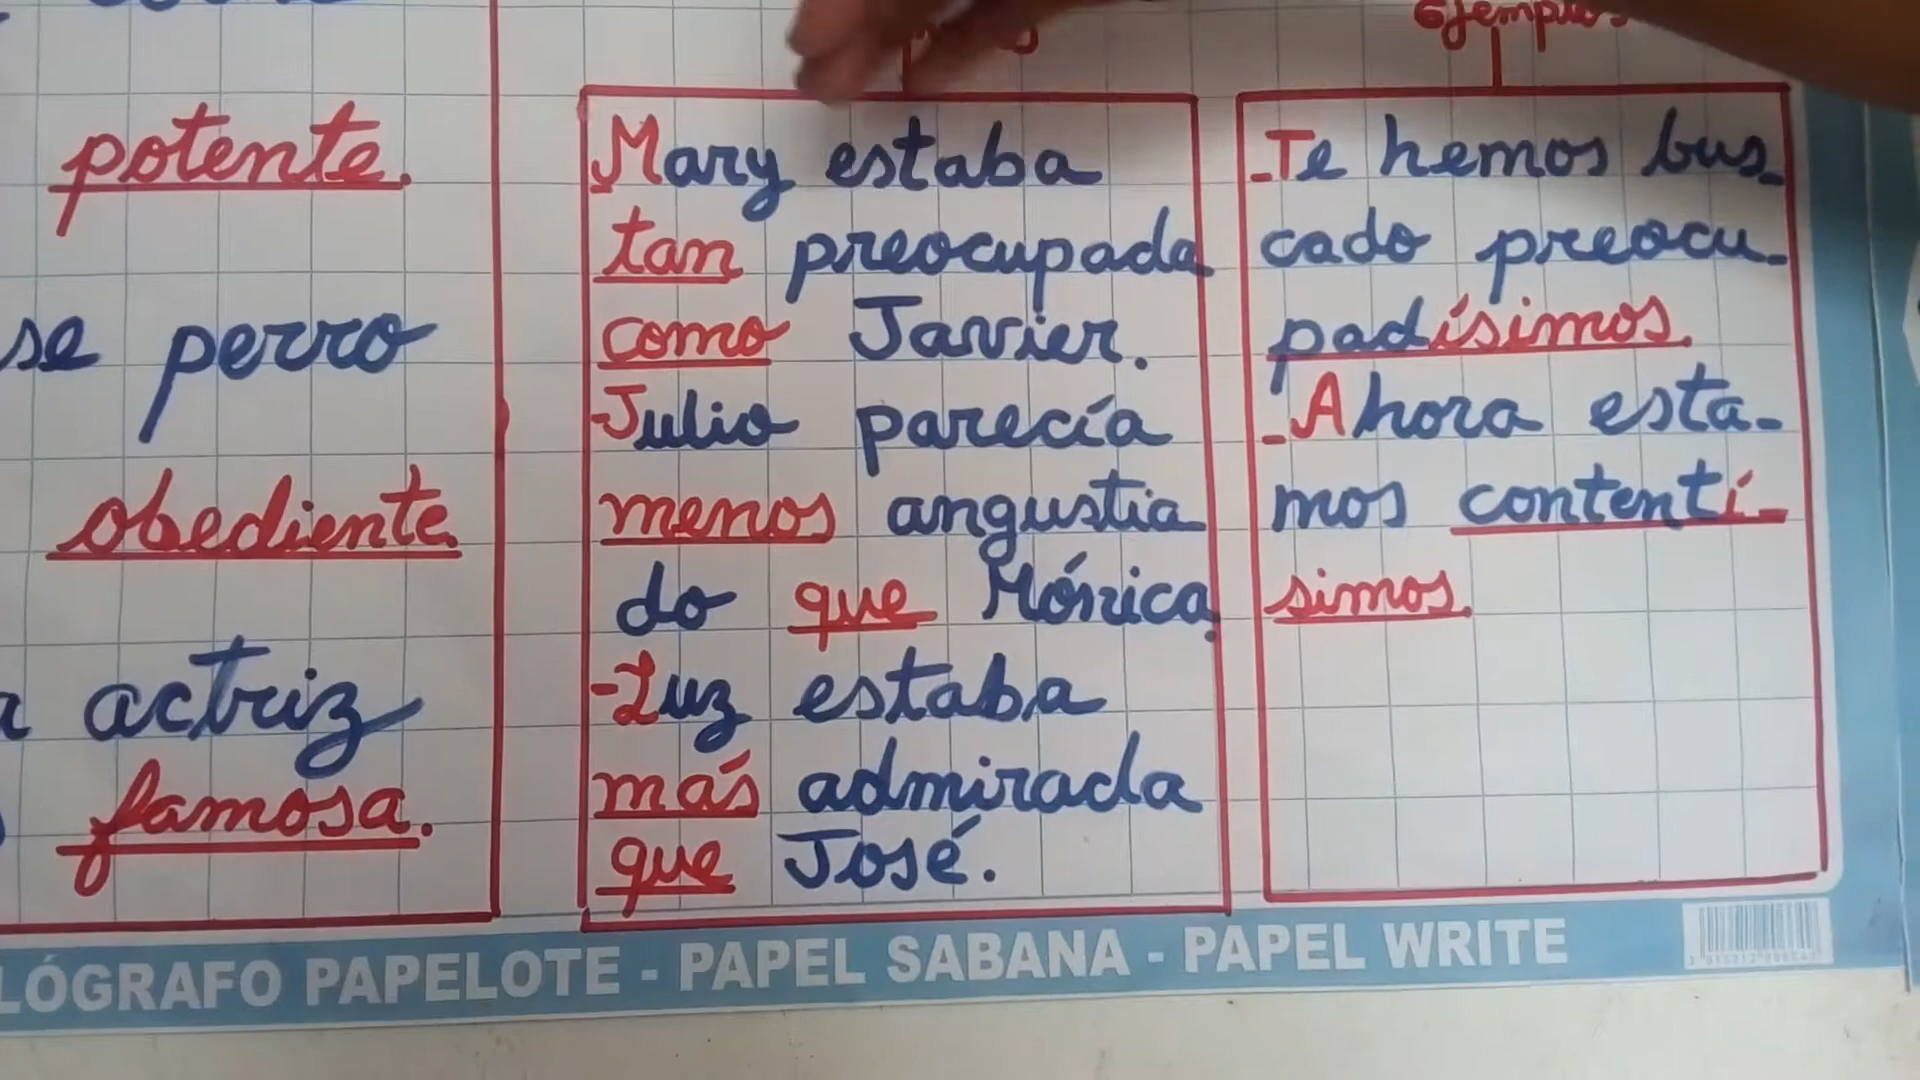 potente.
se perro
obediente.
actriz
famosa.
Mary estaba
tan preocupada
como Javier.
-Julio parecía
menos angustia
do que Mónica.
-Luz estaba
más admirada
que José.
Ejemplos
-Te hemos bus-
cado preocu-
padísimos.
-Ahora esta-
mos contentí-
simos.
LÓGRAFO PAPELOTE - PAPEL SABANA - PAPEL WRITE